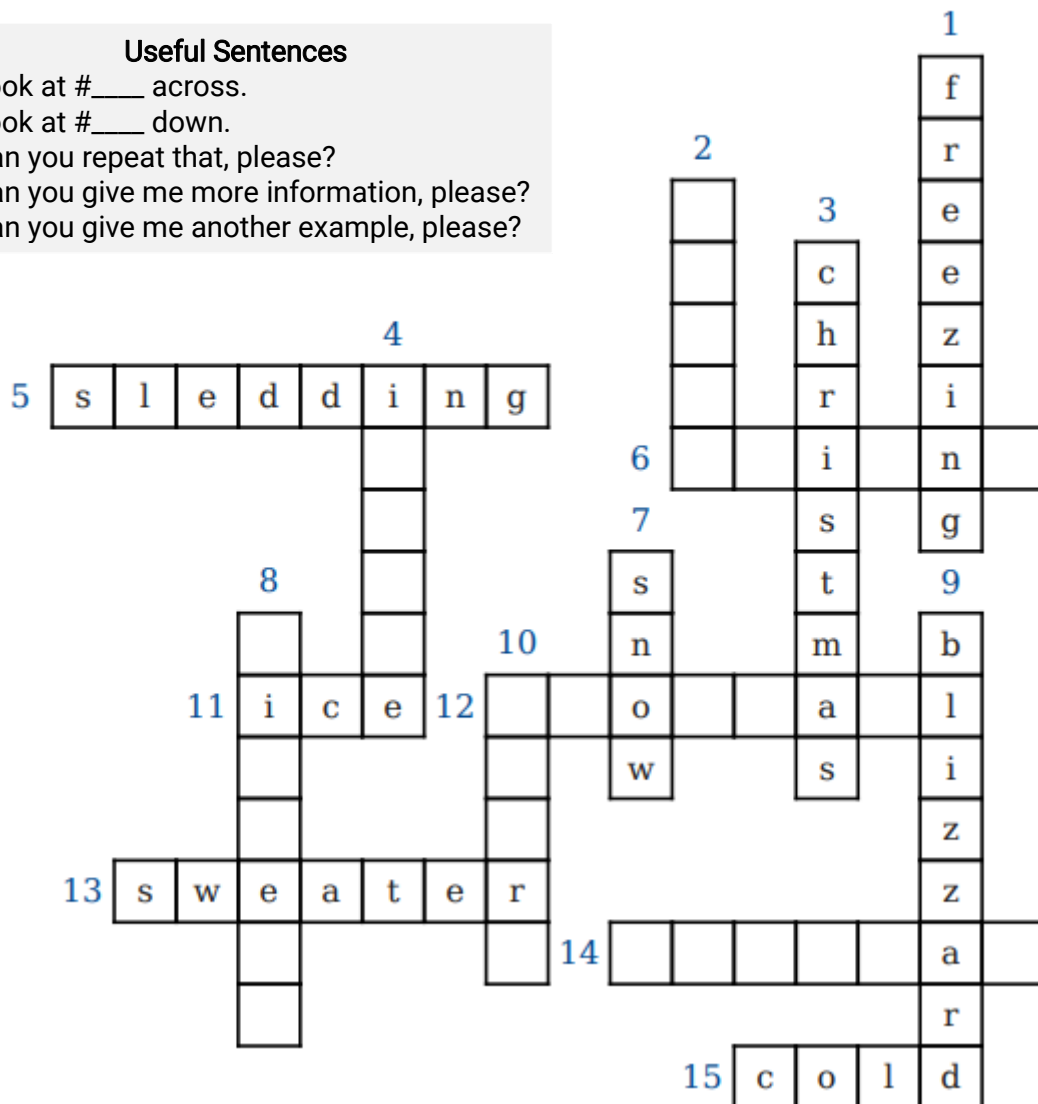 Useful Sentences
ok at #____ across.
ok at #____ down.
an you repeat that, please?
an you give me more information, please?
an you give me another example, please?
1
f
r
2
e
3
c
e
h
z
4
5 s l e d d i n g
r
i
6
i
n
7
s
g
8
s
t
9
10
n
m
b
11 i c e 12
o
a
l
w
s
i
z
13 s w e a t e r
z
14
a
r
15 c o l d